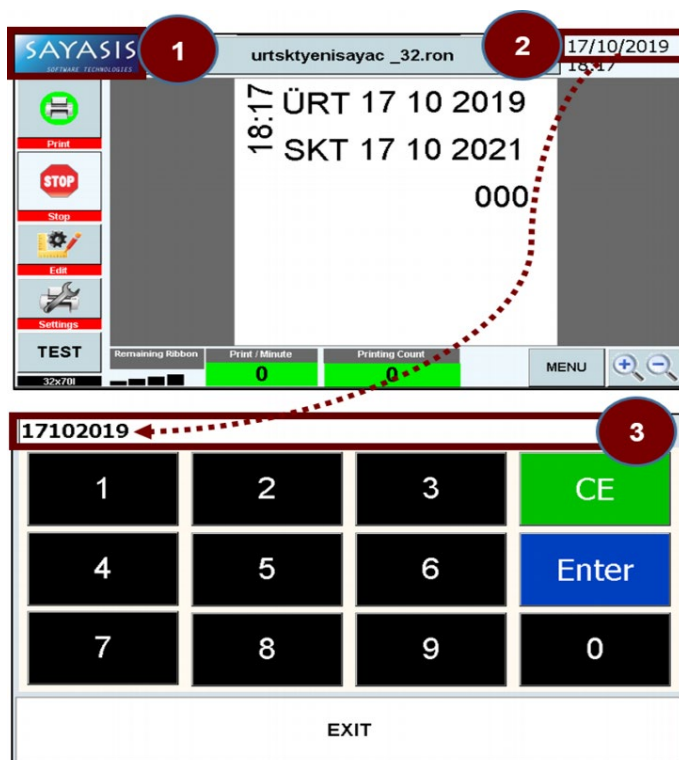 SAYASIS
SOFTWARE TECHNOLOGIES
1
urtsktyenisayac _32.ron
2
17/10/2019
18:17
Print
Stop
STOP
Edit
Settings
TEST
32x70l
18:17
ÜRT 17 10 2019
SKT 17 10 2021
000
Remaining Ribbon
Print / Minute
0
Printing Count
0
MENU
17102019
3
1 2 3 CE
4 5 6 Enter
7 8 9 0
EXIT